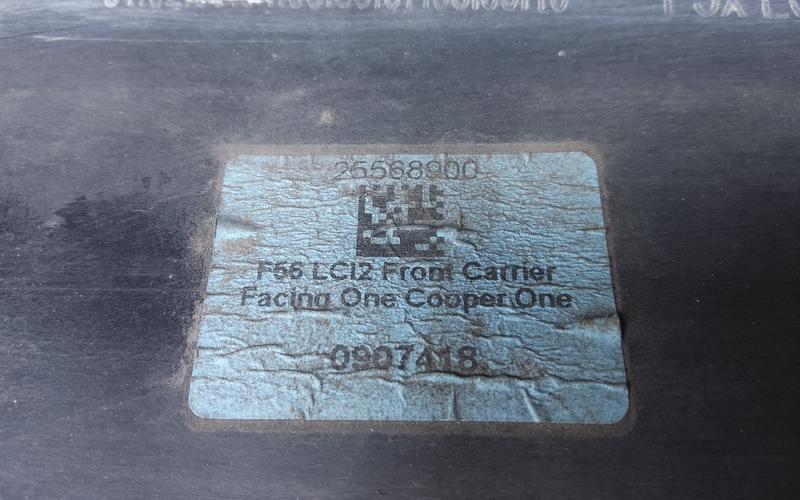 25568900
F56 LCI2 Front Carrier
Facing One Cooper One
0907418